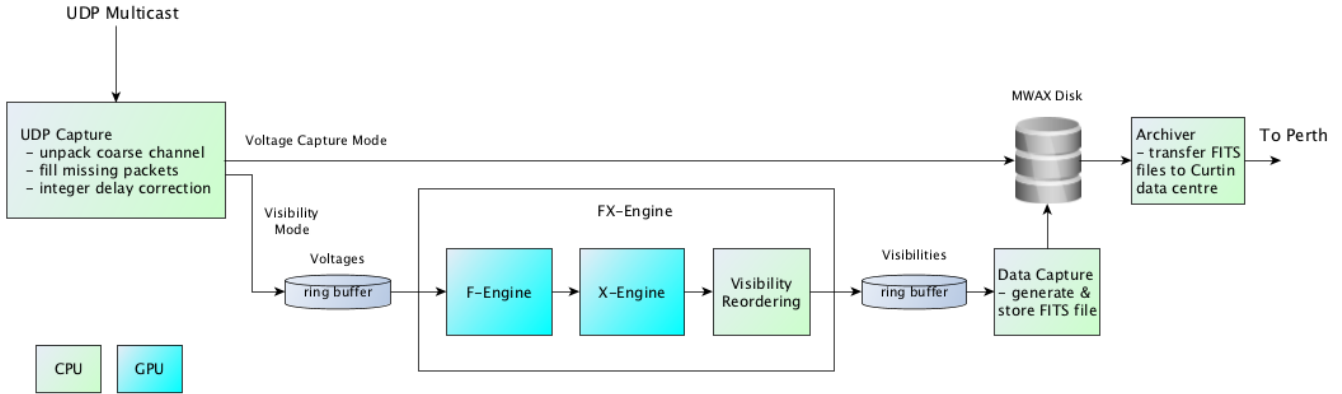 UDP Multicast
UDP Capture
- unpack coarse channel
- fill missing packets
- integer delay correction
Voltage Capture Mode
Visibility
Mode
Voltages
ring buffer
FX-Engine
F-Engine
X-Engine
Visibility
Reordering
Visibilities
ring buffer
Data Capture
- generate &
store FITS file
MWAX Disk
Archiver
- transfer FITS
files to Curtin
data centre
To Perth
CPU
GPU